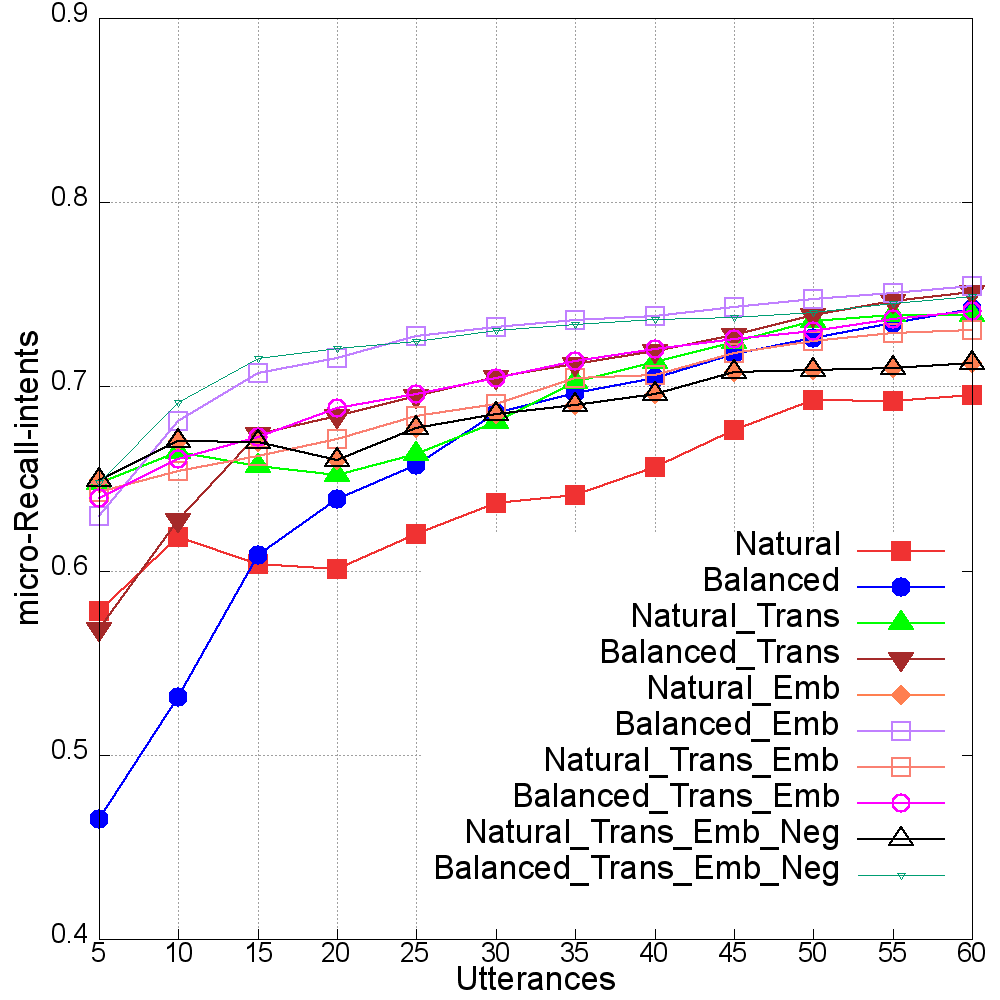 0.9
0.8
0.7
0.6
0.5
0.4
micro-Recall-intents
Natural
Balanced
Natural_Trans
Balanced_Trans
Natural_Emb
Balanced_Emb
Natural_Trans_Emb
Balanced_Trans_Emb
Natural_Trans_Emb_Neg
Balanced_Trans_Emb_Neg
5 10 15 20 25 30 35 40 45 50 55 60
Utterances